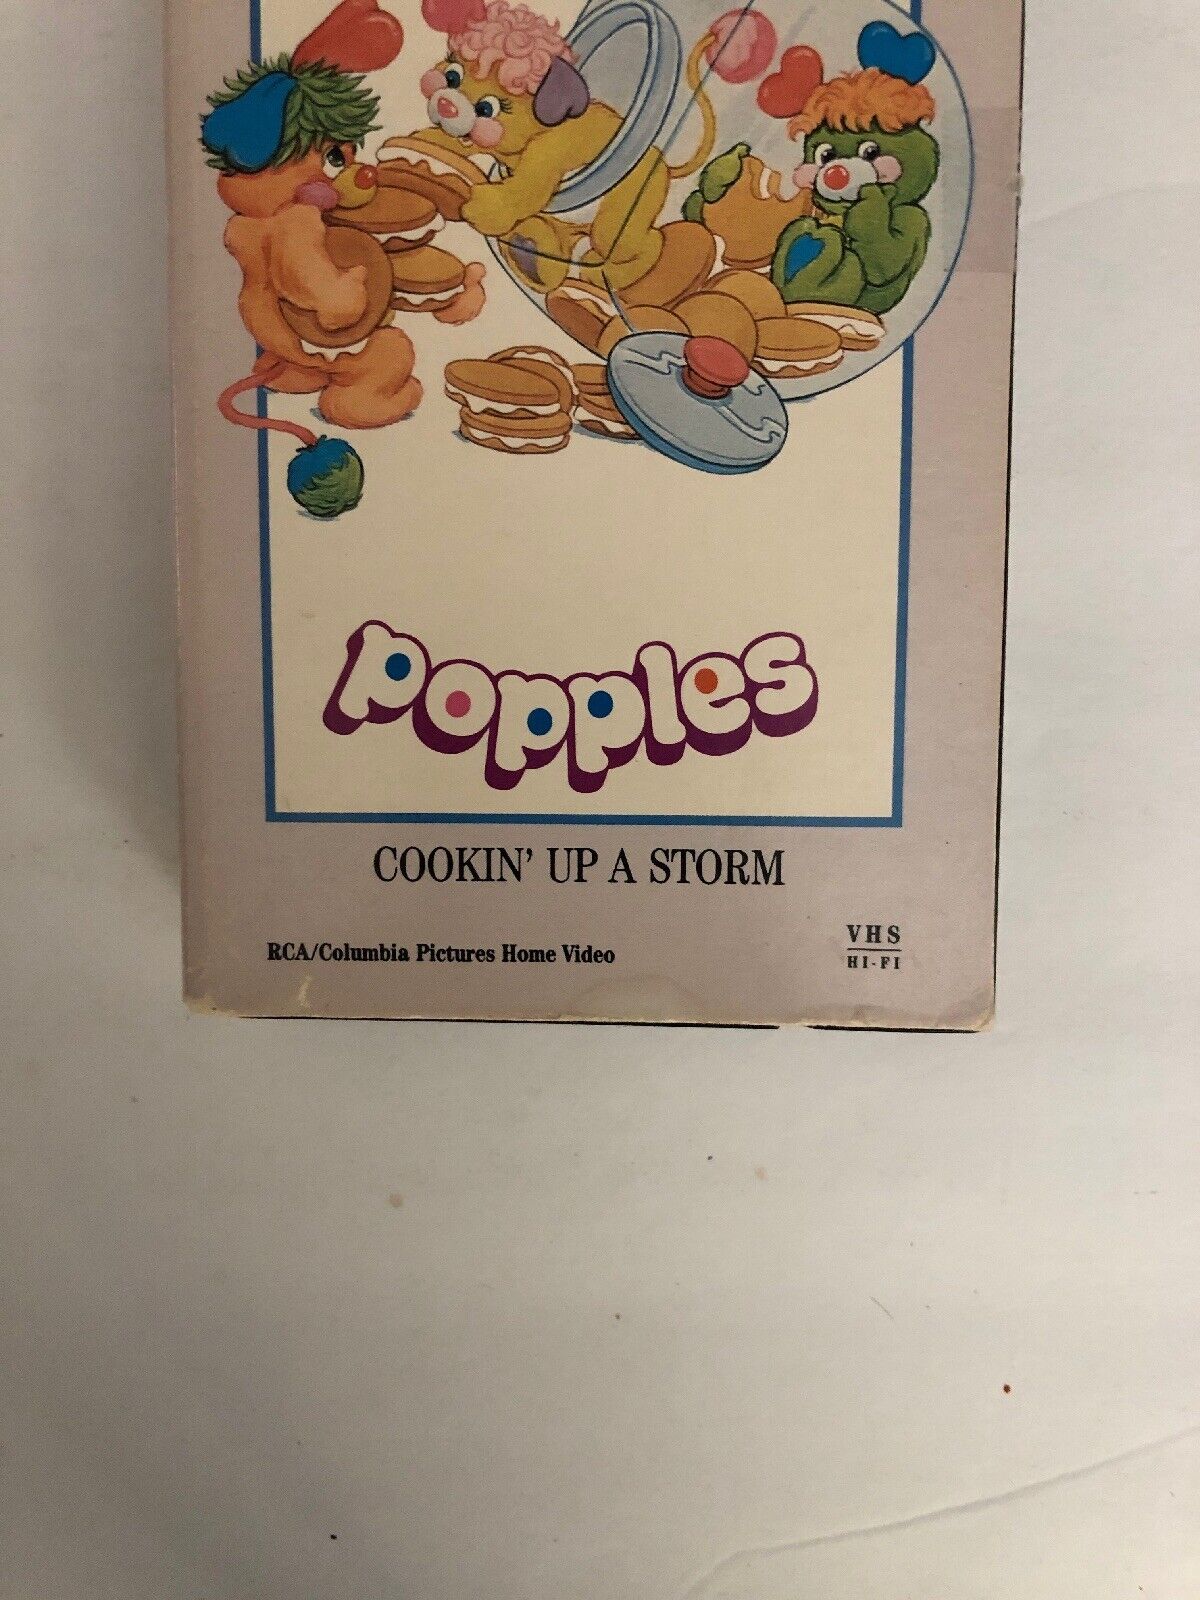 popples
COOKIN' UP A STORM
RCA/Columbia Pictures Home Video
VHS
HI-FI